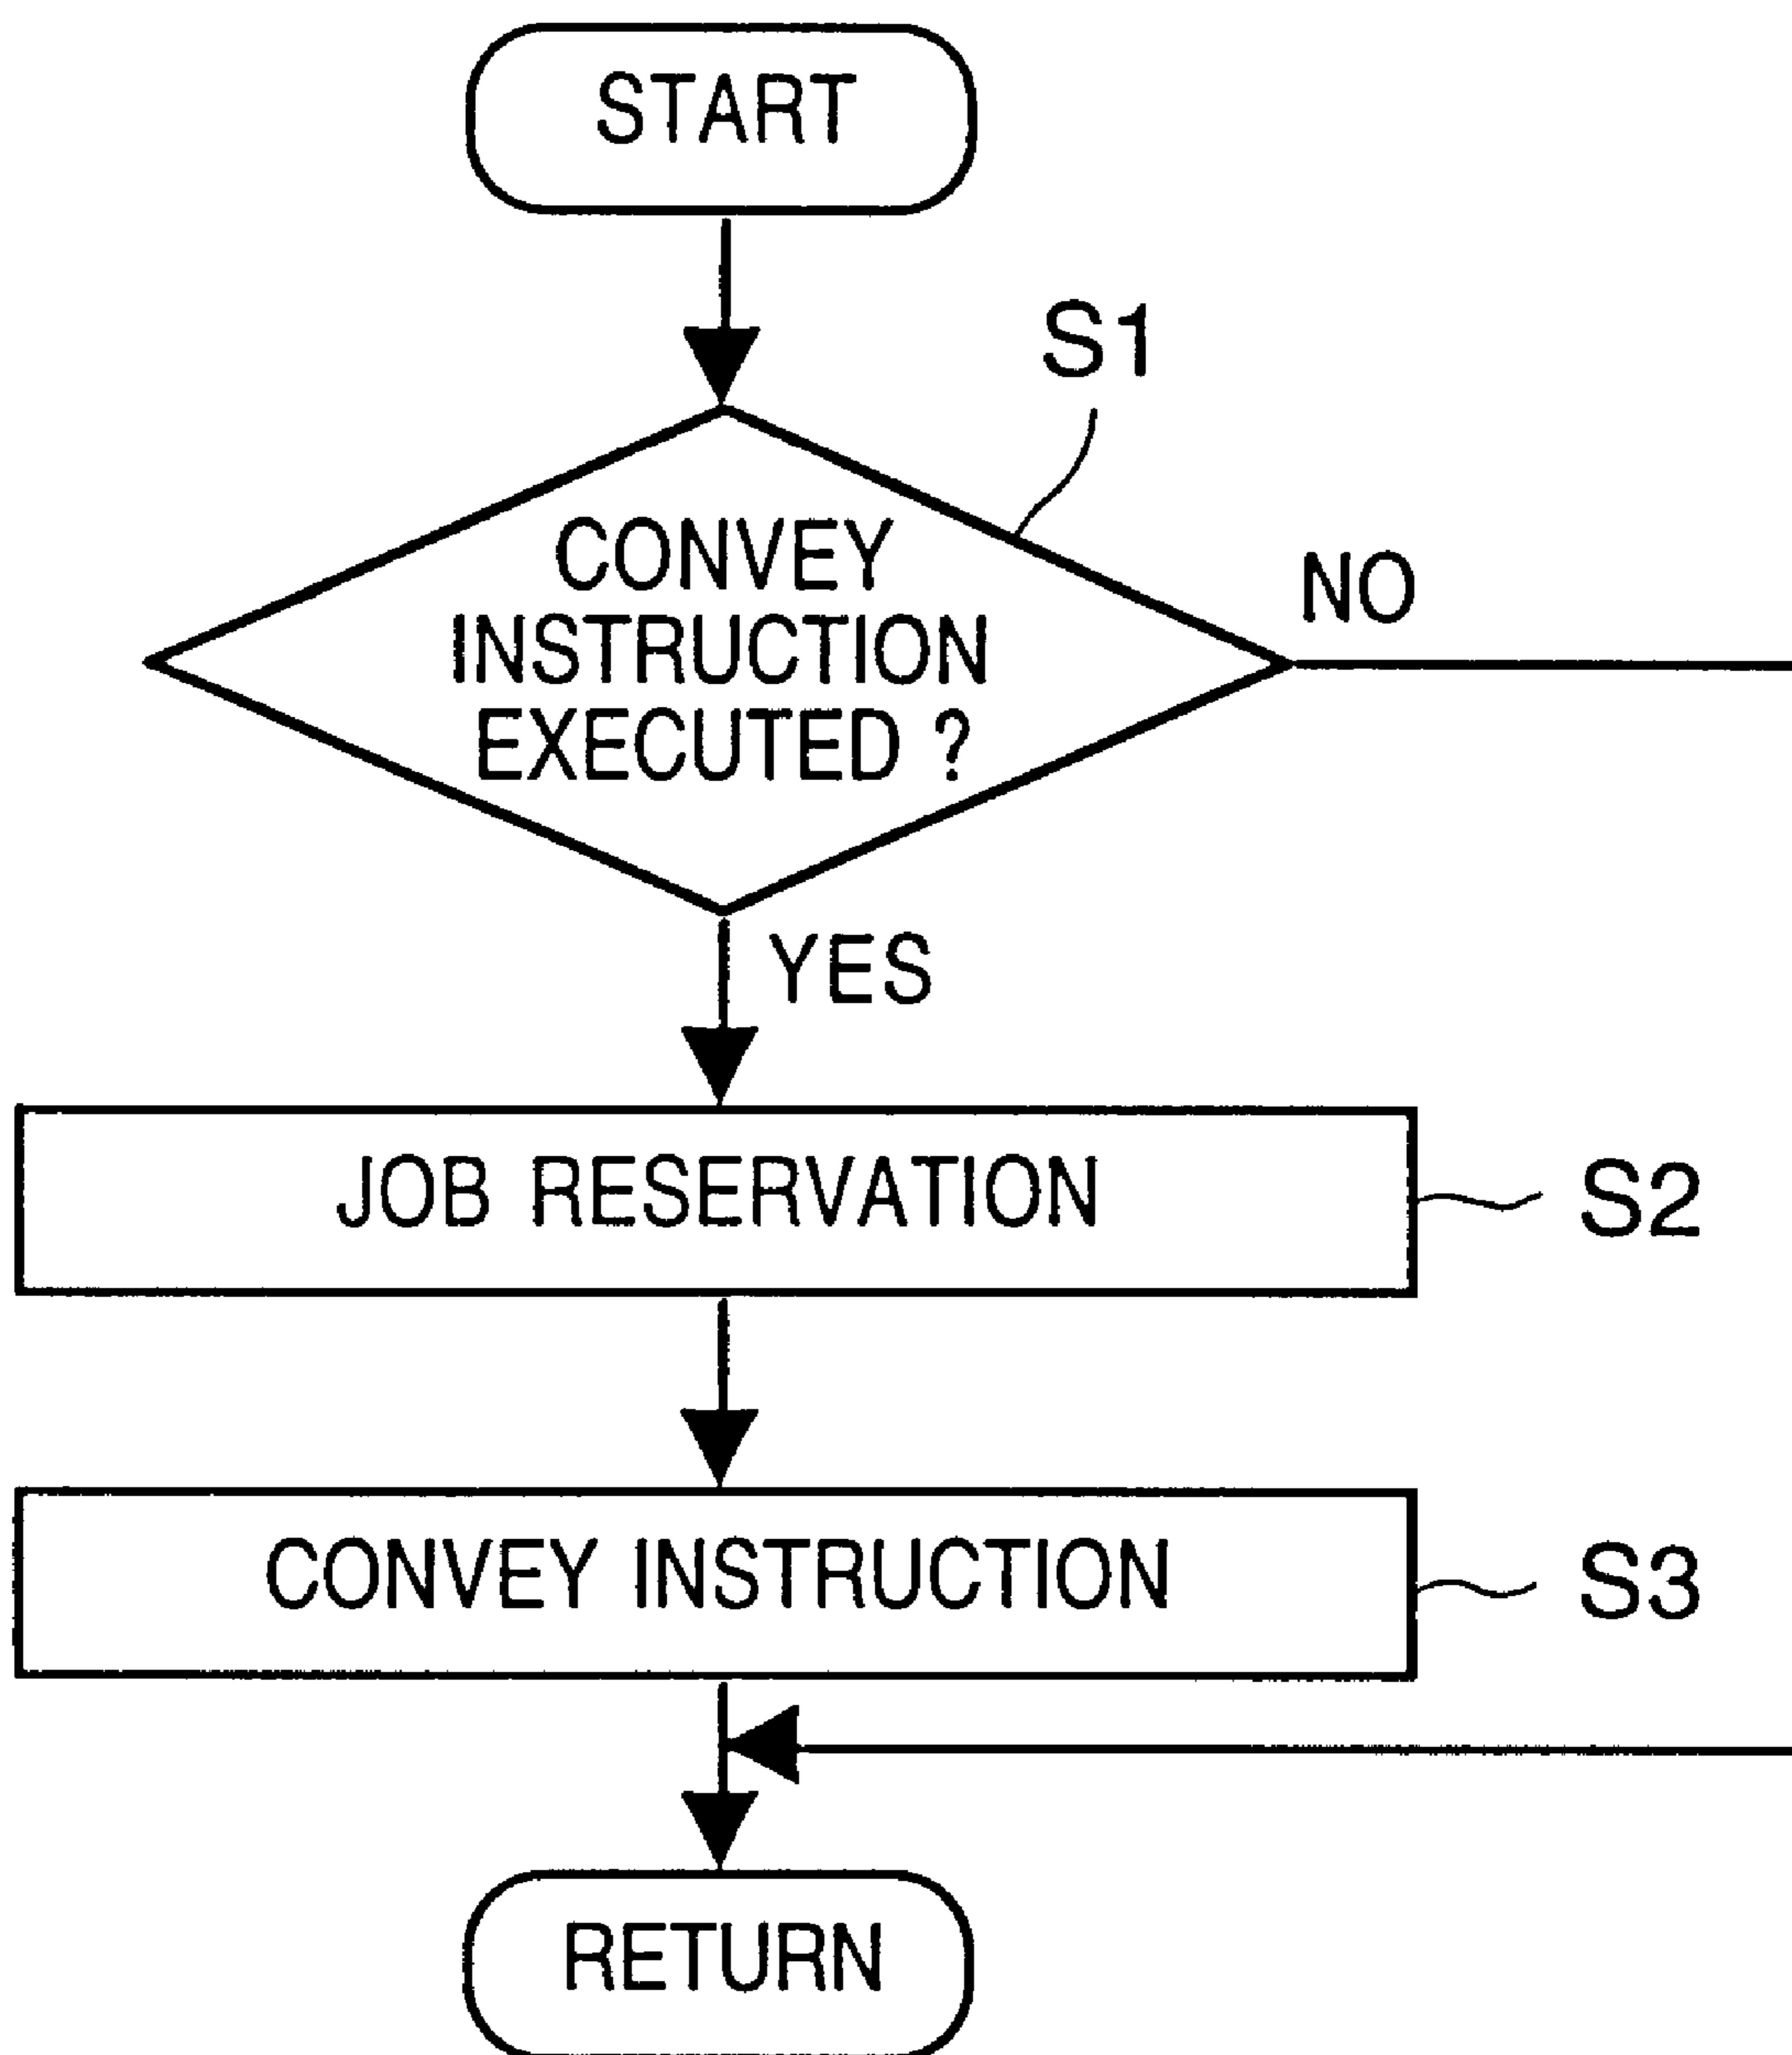 START
S1
CONVEY
INSTRUCTION
EXECUTED ?
NO
YES
JOB RESERVATION
S2
CONVEY INSTRUCTION
S3
RETURN